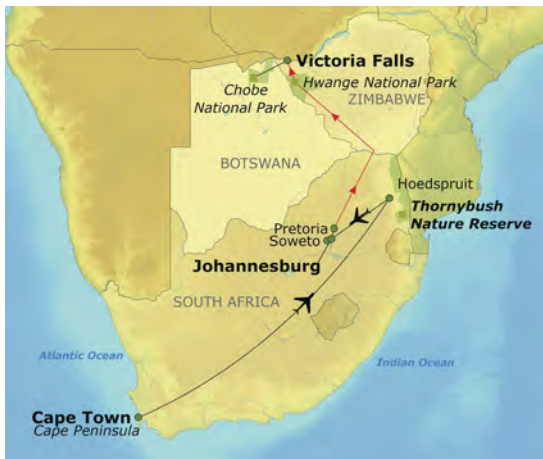 Victoria Falls
Chobe
National Park
Hwange National Park
ZIMBABWE
BOTSWANA
Hoedspruit
Thornybush
Nature Reserve
Pretoria
Soweto
Johannesburg
SOUTH AFRICA
Atlantic Ocean
Indian Ocean
Cape Town
Cape Peninsula